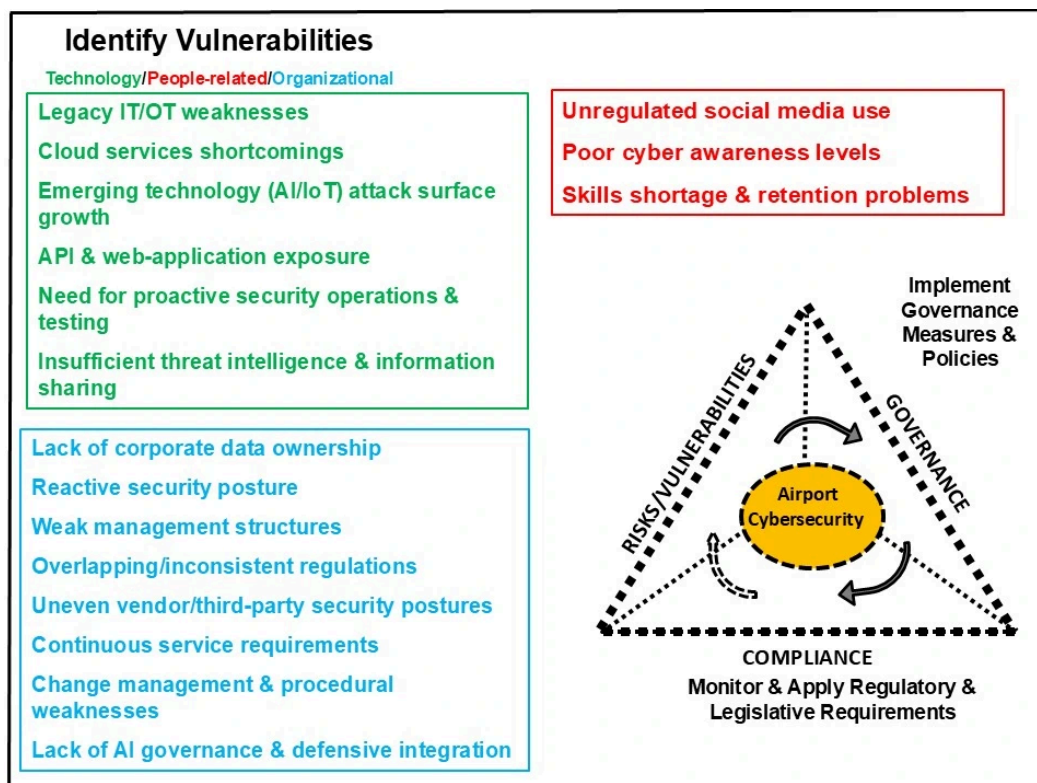 Identify Vulnerabilities
Technology/People-related/Organizational
Legacy IT/OT weaknesses
Cloud services shortcomings
Emerging technology (AI/IoT) attack surface
growth
API & web-application exposure
Need for proactive security operations &
testing
Insufficient threat intelligence & information
sharing
Lack of corporate data ownership
Reactive security posture
Weak management structures
Overlapping/inconsistent regulations
Uneven vendor/third-party security postures
Continuous service requirements
Change management & procedural
weaknesses
Lack of AI governance & defensive integration
Unregulated social media use
Poor cyber awareness levels
Skills shortage & retention problems
Implement
Governance
Measures &
Policies
RISKS/VULNERABILITIES
GOVERNANCE
Airport
Cybersecurity
COMPLIANCE
Monitor & Apply Regulatory &
Legislative Requirements